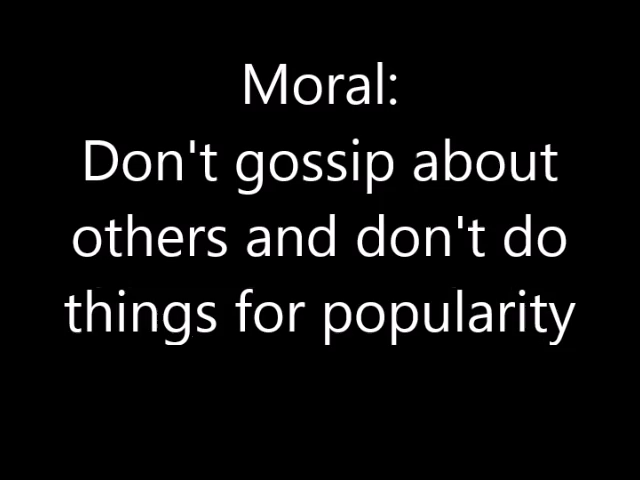 Moral:
Don't gossip about
others and don't do
things for popularity